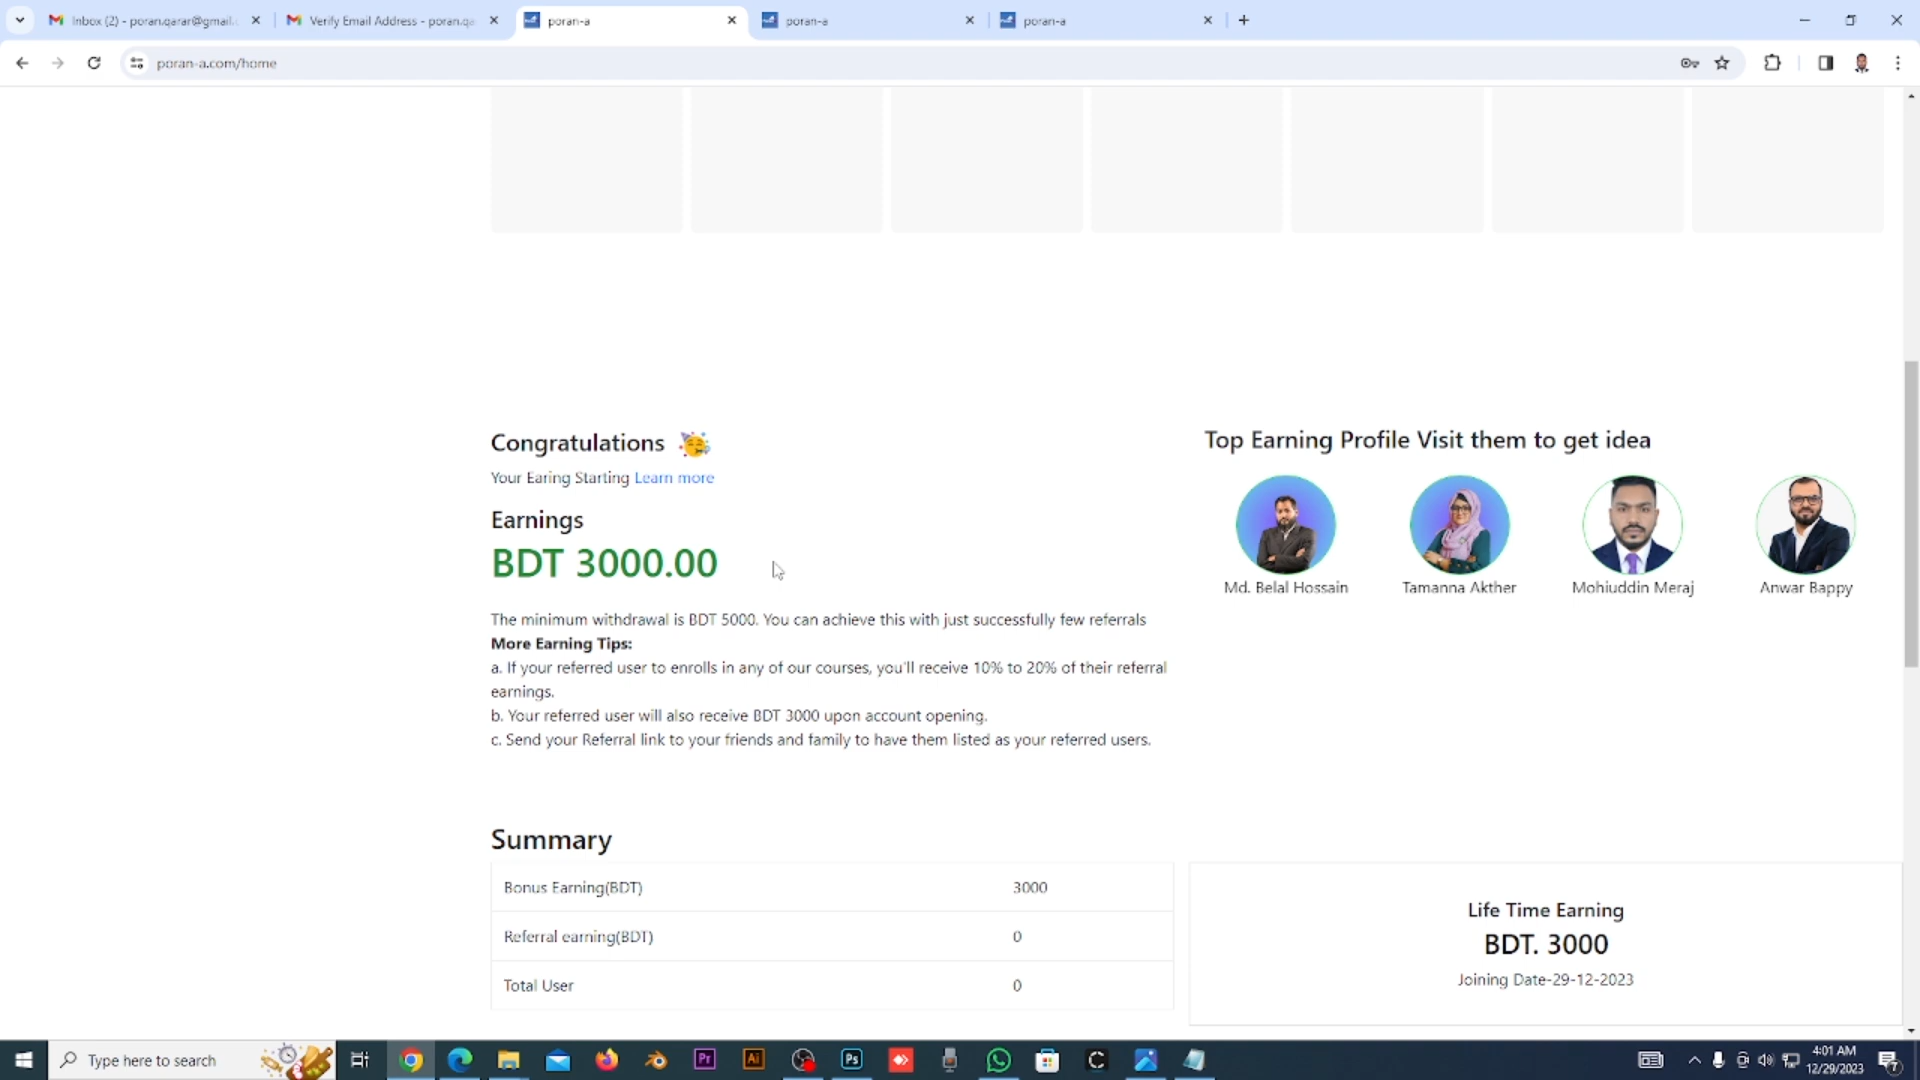 Inbox (2) - poran.qarar@gmail.
Verify Email Address - poran.qa
poran-a
poran-a
poran-a
poran-a.com/home
Congratulations
Your Earing Starting Learn more
Earnings
BDT 3000.00
The minimum withdrawal is BDT 5000. You can achieve this with just successfully few referrals
More Earning Tips:
a. If your referred user to enrolls in any of our courses, you'll receive 10% to 20% of their referral
earnings.
b. Your referred user will also receive BDT 3000 upon account opening.
c. Send your Referral link to your friends and family to have them listed as your referred users.
Top Earning Profile Visit them to get idea
Md. Belal Hossain
Tamanna Akther
Mohiuddin Meraj
Anwar Bappy
Summary
Bonus Earning(BDT) 3000
Referral earning(BDT) 0
Total User 0
Life Time Earning
BDT. 3000
Joining Date-29-12-2023
Type here to search
Pr
Ai
Ps
C
4:01 AM
12/29/2023
7